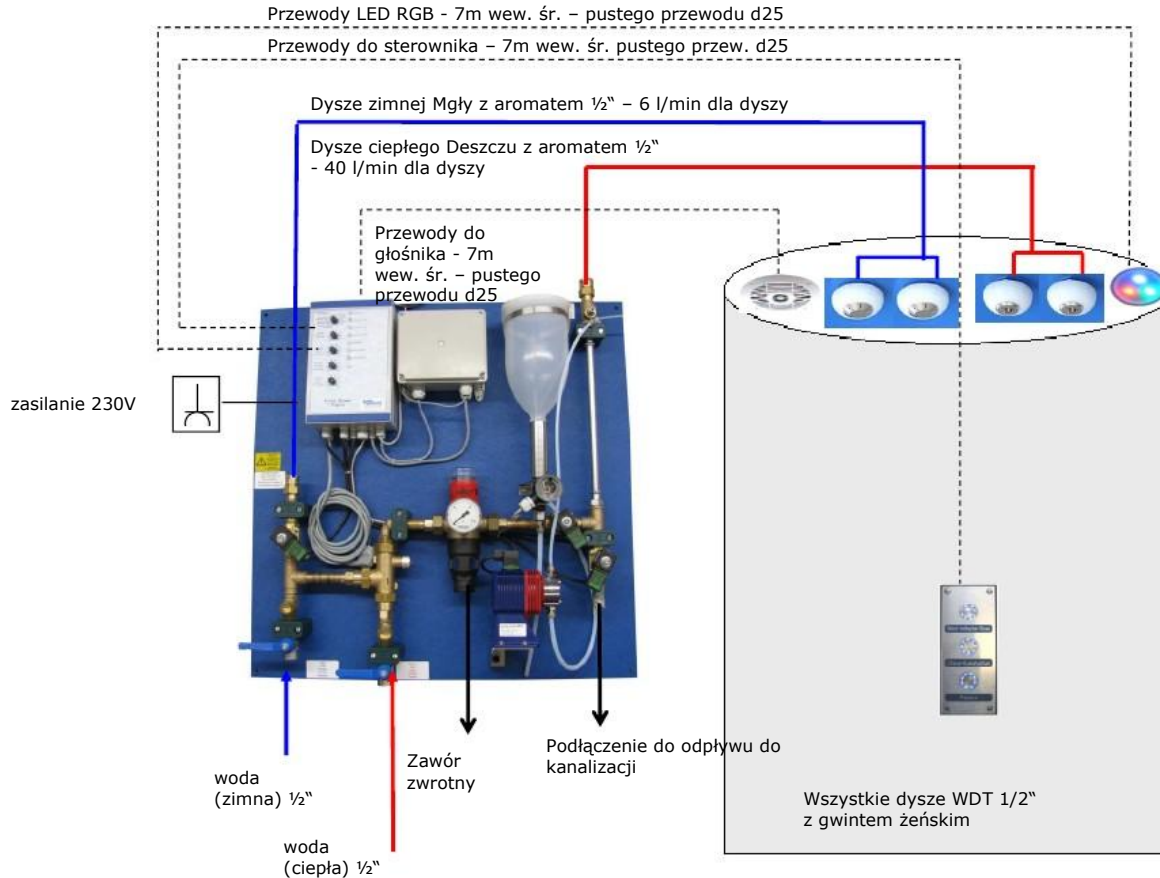 Przewody LED RGB - 7m wew. śr. – pustego przewodu d25
Przewody do sterownika – 7m wew. śr. pustego przew. d25
Dysze zimnej Mgły z aromatem ½“ – 6 l/min dla dyszy
Dysze ciepłego Deszczu z aromatem ½“
- 40 l/min dla dyszy
Przewody do
głośnika - 7m
wew. śr. – pustego
przewodu d25
zasilanie 230V
Zawór
zwrotny
Podłączenie do odpływu do
kanalizacji
woda
(zimna) ½“
woda
(ciepła) ½“
Wszystkie dysze WDT 1/2“
z gwintem żeńskim